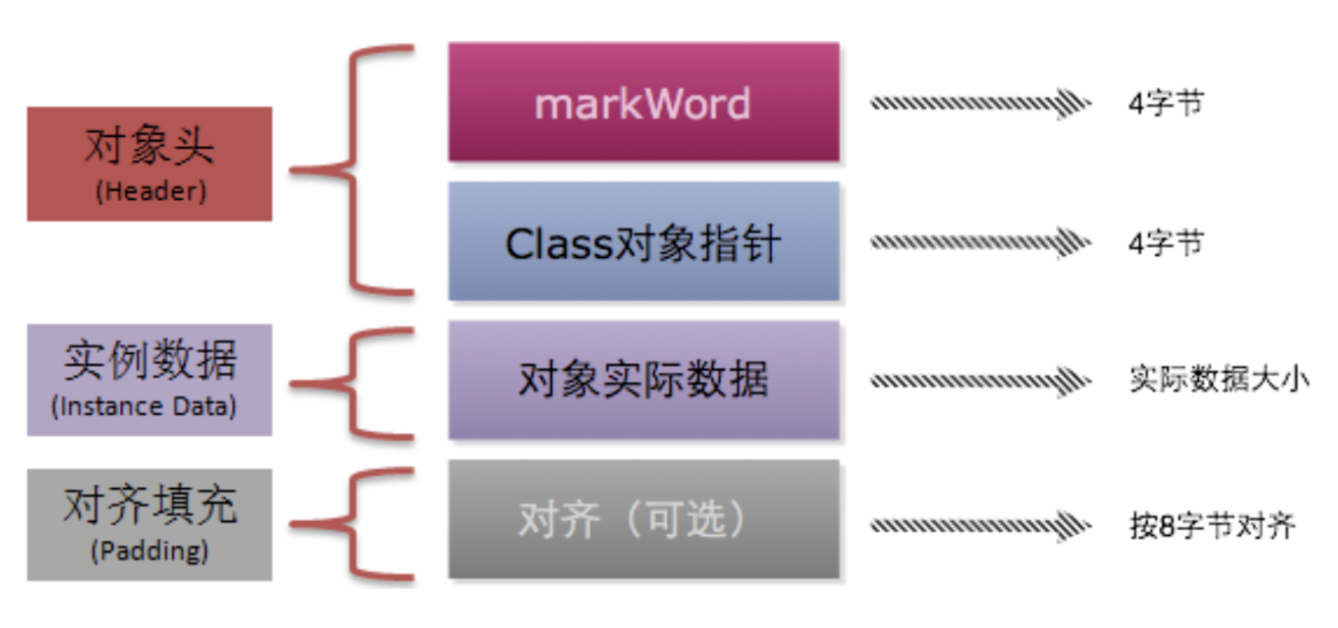 对象头
(Header)
markWord
4字节
Class对象指针
4字节
实例数据
(Instance Data)
对象实际数据
实际数据大小
对齐填充
(Padding)
对齐（可选）
按8字节对齐